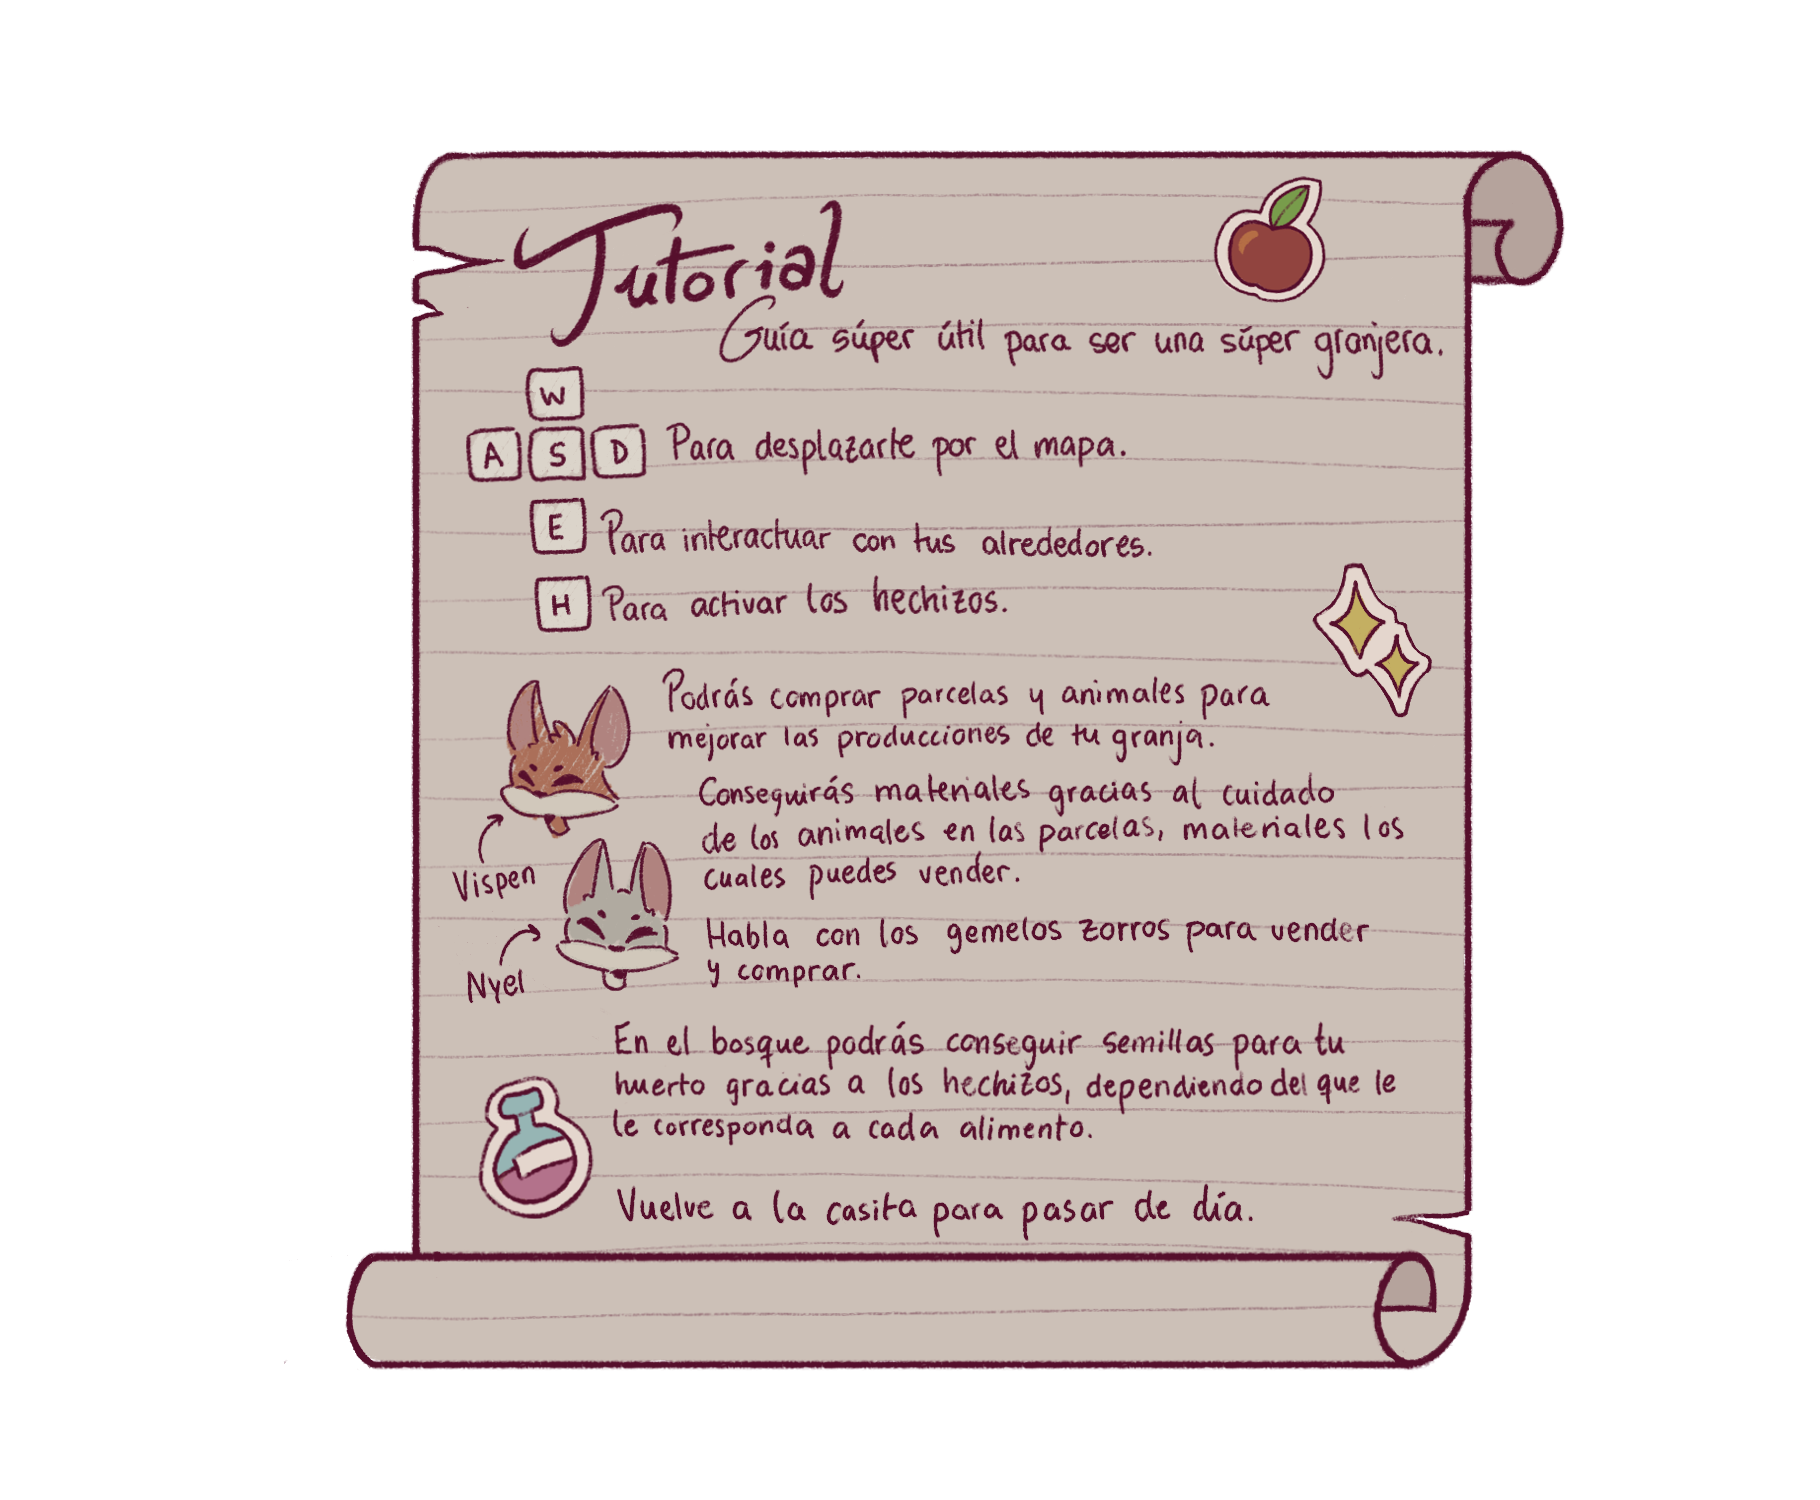 Tutorial
Guía súper útil para ser una súper granjera.
W
A S D Para desplazarte por el mapa.
E Para interactuar con tus alrededores.
H Para activar los hechizos.
Podrás comprar parcelas y animales para
mejorar las producciones de tu granja.
Conseguirás materiales gracias al cuidado
de los animales en las parcelas, materiales los
cuales puedes vender.
Vispen
Habla con los gemelos zorros para vender
y comprar.
Nyel
En el bosque podrás conseguir semillas para tu
huerto gracias a los hechizos, dependiendo del que le
le corresponda a cada alimento.
Vuelve a la casita para pasar de día.